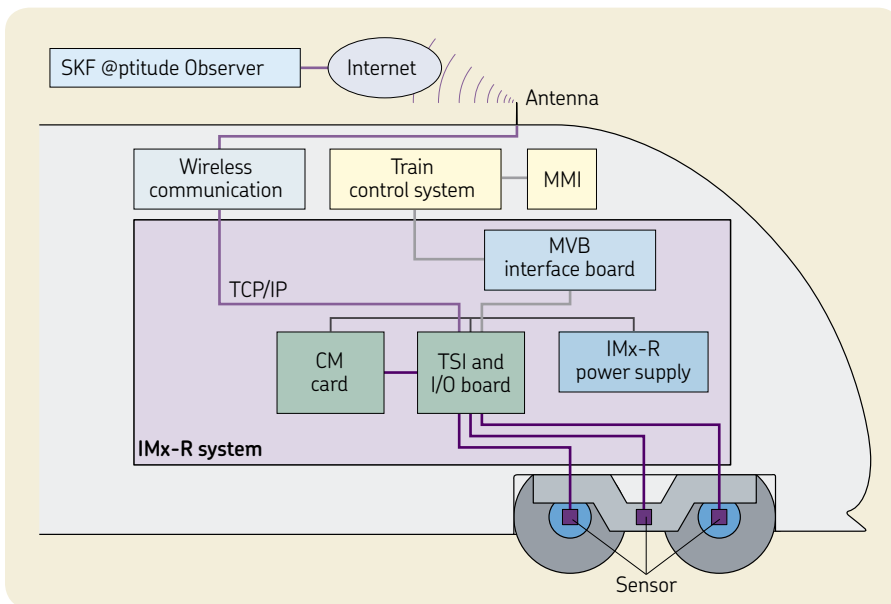 SKF @ptitude Observer
Internet
Antenna
Wireless
communication
Train
control system
MMI
MVB
interface board
TCP/IP
CM
card
TSI and
I/O board
IMx-R
power supply
IMx-R system
Sensor